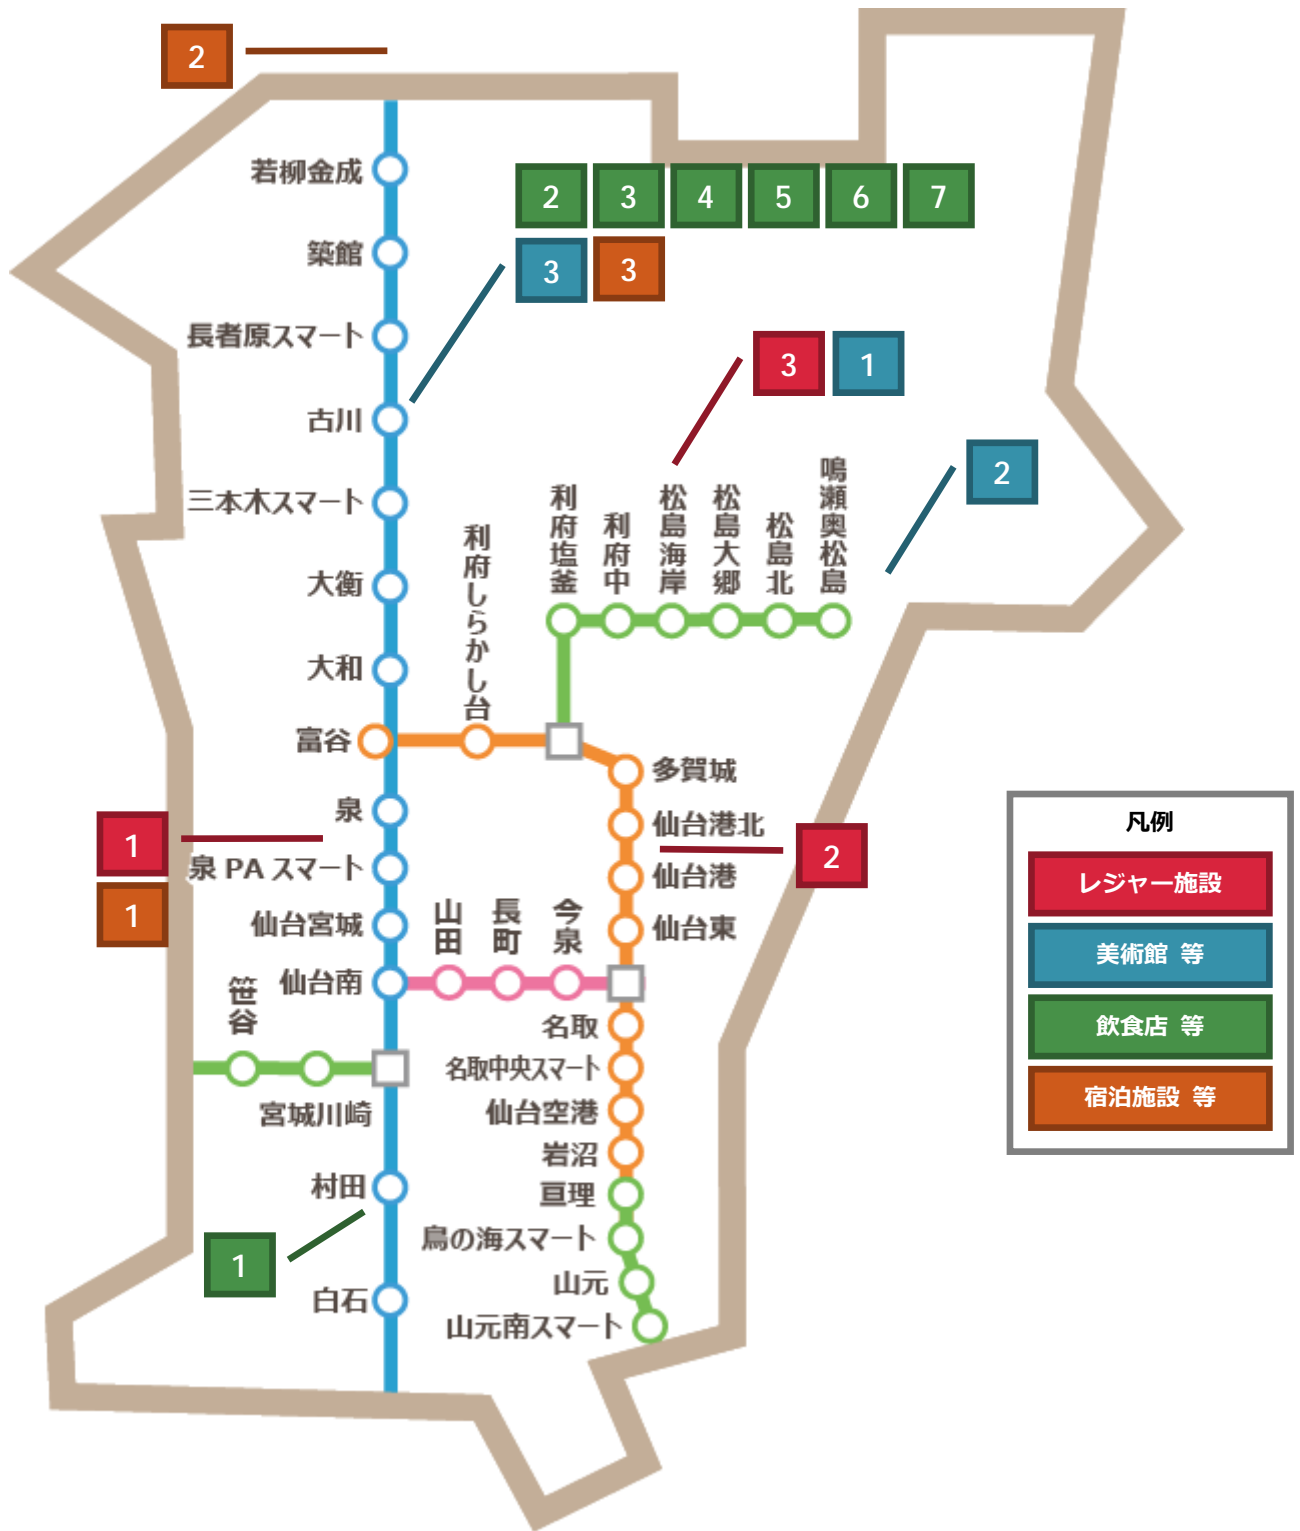 2
若柳金成
2 3 4 5 6 7
築館
3 3
長者原スマート
3 1
古川
2
三本木スマート
利府しらかし台
利府塩釜
利府中
松島海岸
松島大郷
松島北
鳴瀬奥松島
大衡
大和
富谷
多賀城
泉
仙台港北
1
2
泉 PA スマート
仙台港
1
仙台宮城
山田
長町
今泉
仙台東
笹谷
仙台南
名取
名取中央スマート
宮城川崎
仙台空港
岩沼
村田
亘理
鳥の海スマート
1
山元
白石
山元南スマート
凡例
レジャー施設
美術館 等
飲食店 等
宿泊施設 等